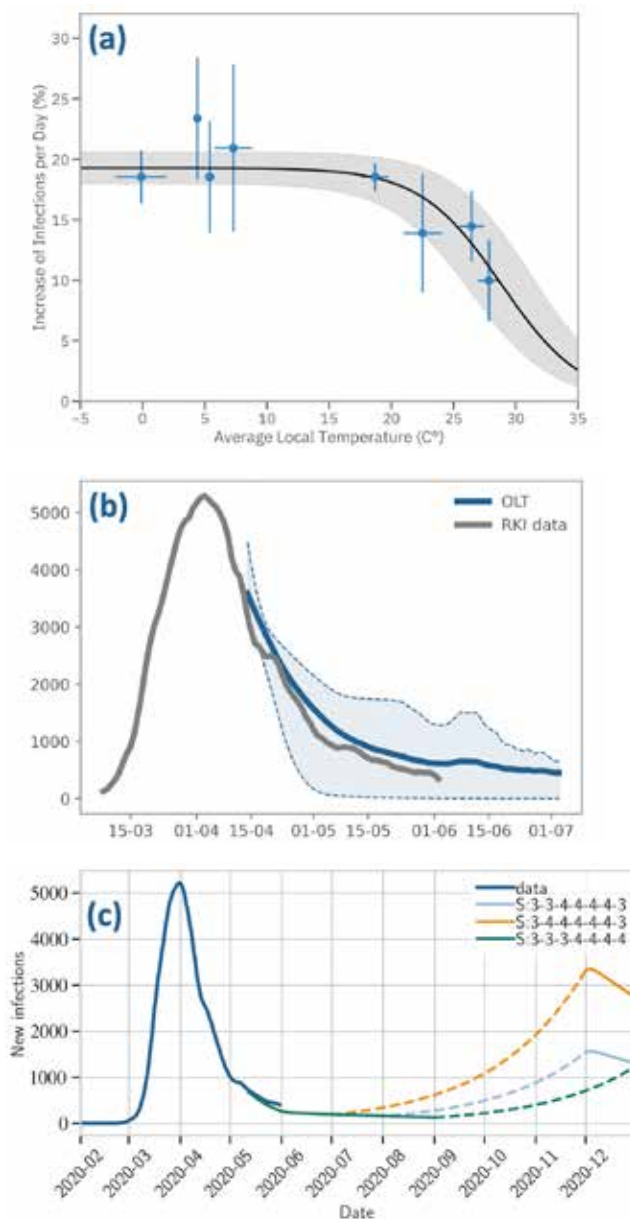 (a)
30
25
20
15
10
5
0
Increase of Infections per Day (%)
-5 0 5 10 15 20 25 30 35
Average Local Temperature (C°)
(b)
OLT
RKI data
5000
4000
3000
2000
1000
0
15-03 01-04 15-04 01-05 15-05 01-06 15-06 01-07
(c)
data
S:3-3-4-4-4-4-3
S:3-4-4-4-4-4-3
S:3-3-3-4-4-4-4
5000
4000
3000
2000
1000
0
New infections
2020-02 2020-03 2020-04 2020-05 2020-06 2020-07 2020-08 2020-09 2020-10 2020-11 2020-12
Date